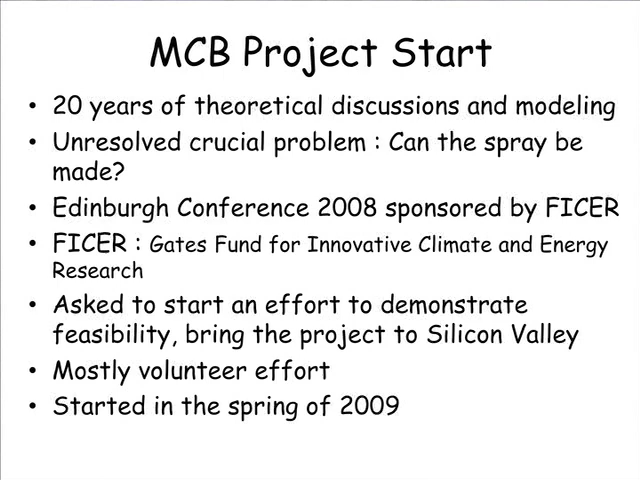 MCB Project Start
• 20 years of theoretical discussions and modeling
• Unresolved crucial problem : Can the spray be
made?
• Edinburgh Conference 2008 sponsored by FICER
• FICER : Gates Fund for Innovative Climate and Energy
Research
• Asked to start an effort to demonstrate
feasibility, bring the project to Silicon Valley
• Mostly volunteer effort
• Started in the spring of 2009